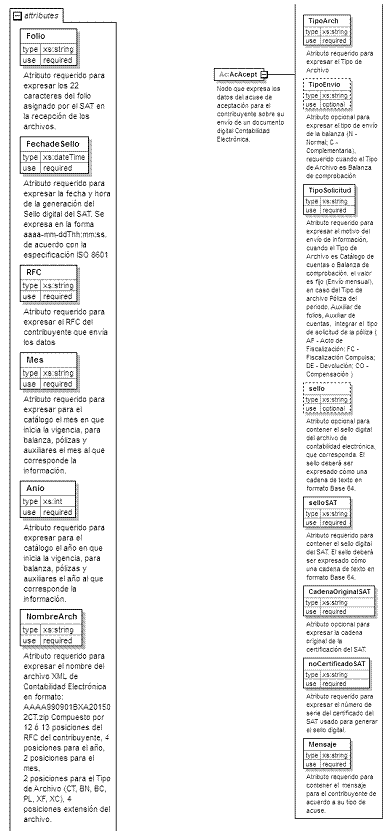 attributes
Folio
type xs:string
use required
Atributo requerido para
expresar los 22
caracteres del folio
asignado por el SAT en
la recepción de los
archivos.
FechadeSello
type xs:dateTime
use required
Atributo requerido para
expresar la fecha y hora
de la generación del
Sello digital del SAT. Se
expresa en la forma
aaaa-mm-ddThh:mm:ss,
de acuerdo con la
especificación ISO 8601
RFC
type xs:string
use required
Atributo requerido para
expresar el RFC del
contribuyente que envía
los datos
Mes
type xs:string
use required
Atributo requerido para
expresar para el
catálogo el mes en que
inicia la vigencia, para
balanza, pólizas y
auxiliares el mes al que
corresponde la
información.
Anio
type xs:int
use required
Atributo requerido para
expresar para el
catálogo el año en que
inicia la vigencia, para
balanza, pólizas y
auxiliares el año al que
corresponde la
información.
NombreArch
type xs:string
use required
Atributo requerido para
expresar el nombre del
archivo XML de
Contabilidad Electrónica
en formato:
AAAA990901BXA20150
2CT.zip Compuesto por
12 ó 13 posiciones del
RFC del contribuyente, 4
posiciones para el año,
2 posiciones para el
mes,
2 posiciones para el Tipo
de Archivo (CT, BN, BC,
PL, XF, XC), 4
posiciones extensión del
archivo.
Ac:AcAcept
Nodo que expresa los
datos del acuse de
aceptación para el
contribuyente sobre su
envío de un documento
digital Contabilidad
Electrónica.
TipoArch
type xs:string
use required
Atributo requerido para
expresar el Tipo de
Archivo
TipoEnvio
type xs:string
use optional
Atributo opcional para
expresar el tipo de envío
de la balanza (N -
Normal; C -
Complementaria),
requerido cuando el Tipo
de Archivo es Balanza
de comprobación
TipoSolicitud
type xs:string
use required
Atributo requerido para
expresar el motivo del
envío de información,
cuando el Tipo de
Archivo es Catálogo de
cuentas o Balanza de
comprobación, el valor
es fijo (Envío mensual),
en caso del Tipo de
archivo Póliza del
periodo, Auxiliar de
folios, Auxiliar de
cuentas, integrar el tipo
de solicitud de la póliza (
AF - Acto de
Fiscalización; FC -
Fiscalización Compulsa;
DE - Devolución; CO -
Compensación )
sello
type xs:string
use optional
Atributo opcional para
contener el sello digital
del archivo de
contabilidad electrónica,
que corresponda. El
sello deberá ser
expresado cómo una
cadena de texto en
formato Base 64.
selloSAT
type xs:string
use required
Atributo requerido para
contener el sello digital
del SAT. El sello deberá
ser expresado cómo una
cadena de texto en
formato Base 64.
CadenaOriginalSAT
type xs:string
use required
Atributo opcional para
expresar la cadena
original de la
certificación del SAT.
noCertificadoSAT
type xs:string
use required
Atributo requerido para
expresar el número de
serie del certificado del
SAT usado para generar
el sello digital.
Mensaje
type xs:string
use required
Atributo requerido para
contener el mensaje
para el contribuyente de
acuerdo a su tipo de
acuse.